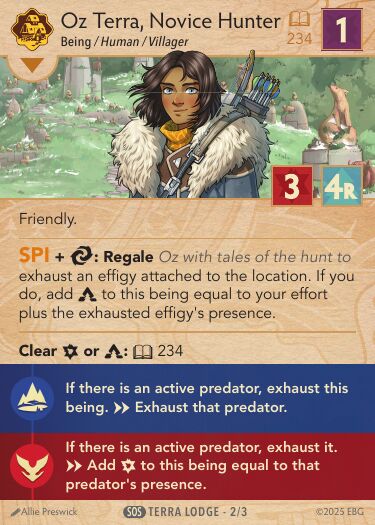 Oz Terra, Novice Hunter
234
1
Being / Human / Villager
3
4R
Friendly.
SPI + : Regale Oz with tales of the hunt to
exhaust an effigy attached to the location. If you
do, add to this being equal to your effort
plus the exhausted effigy's presence.
Clear or : 234
If there is an active predator, exhaust this
being. Exhaust that predator.
If there is an active predator, exhaust it.
Add to this being equal to that
predator's presence.
Allie Preswick
SOS TERRA LODGE - 2/3
©2025 EBG